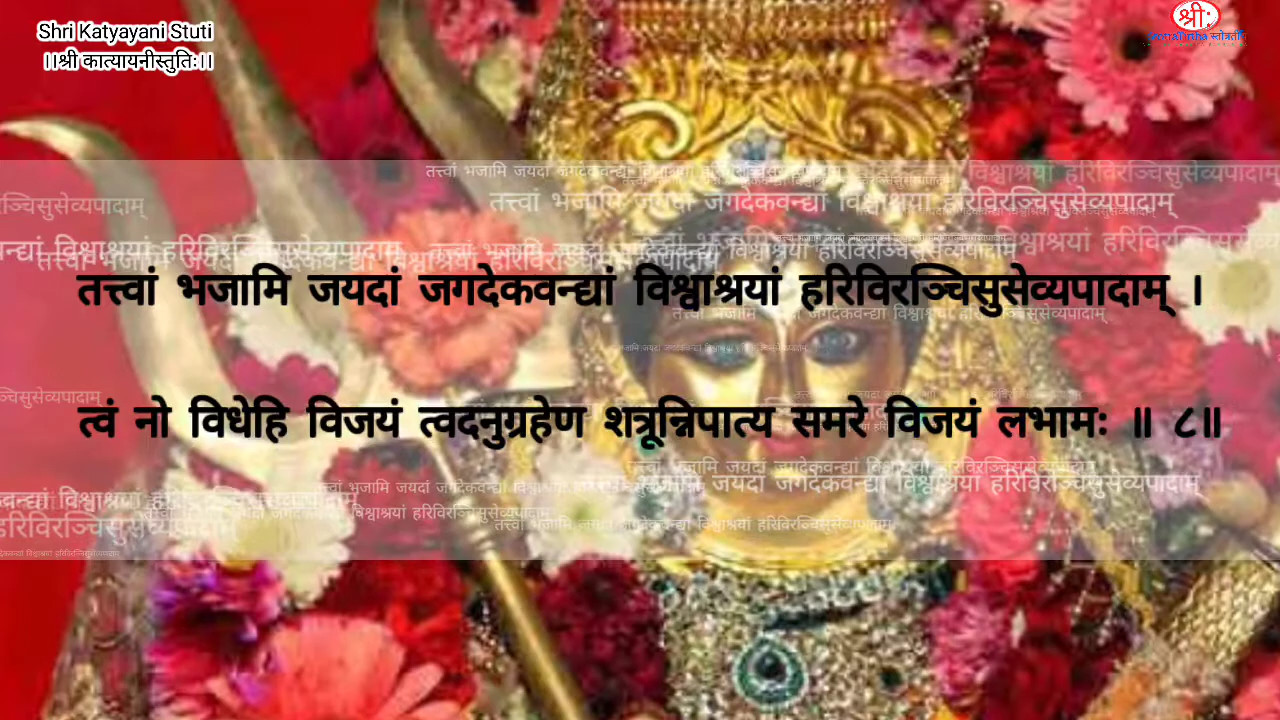 Shri Katyayani Stuti
।।श्री कात्यायनीस्तुतिः।।
श्रीः
तत्त्वां भजामि जयदां जगदेकवन्द्यां विश्वाश्रयां हरिविरञ्चिसुसेव्यपादाम् ।
त्वं नो विधेहि विजयं त्वदनुग्रहेण शत्रून्निपात्य समरे विजयं लभामः ॥ ८॥